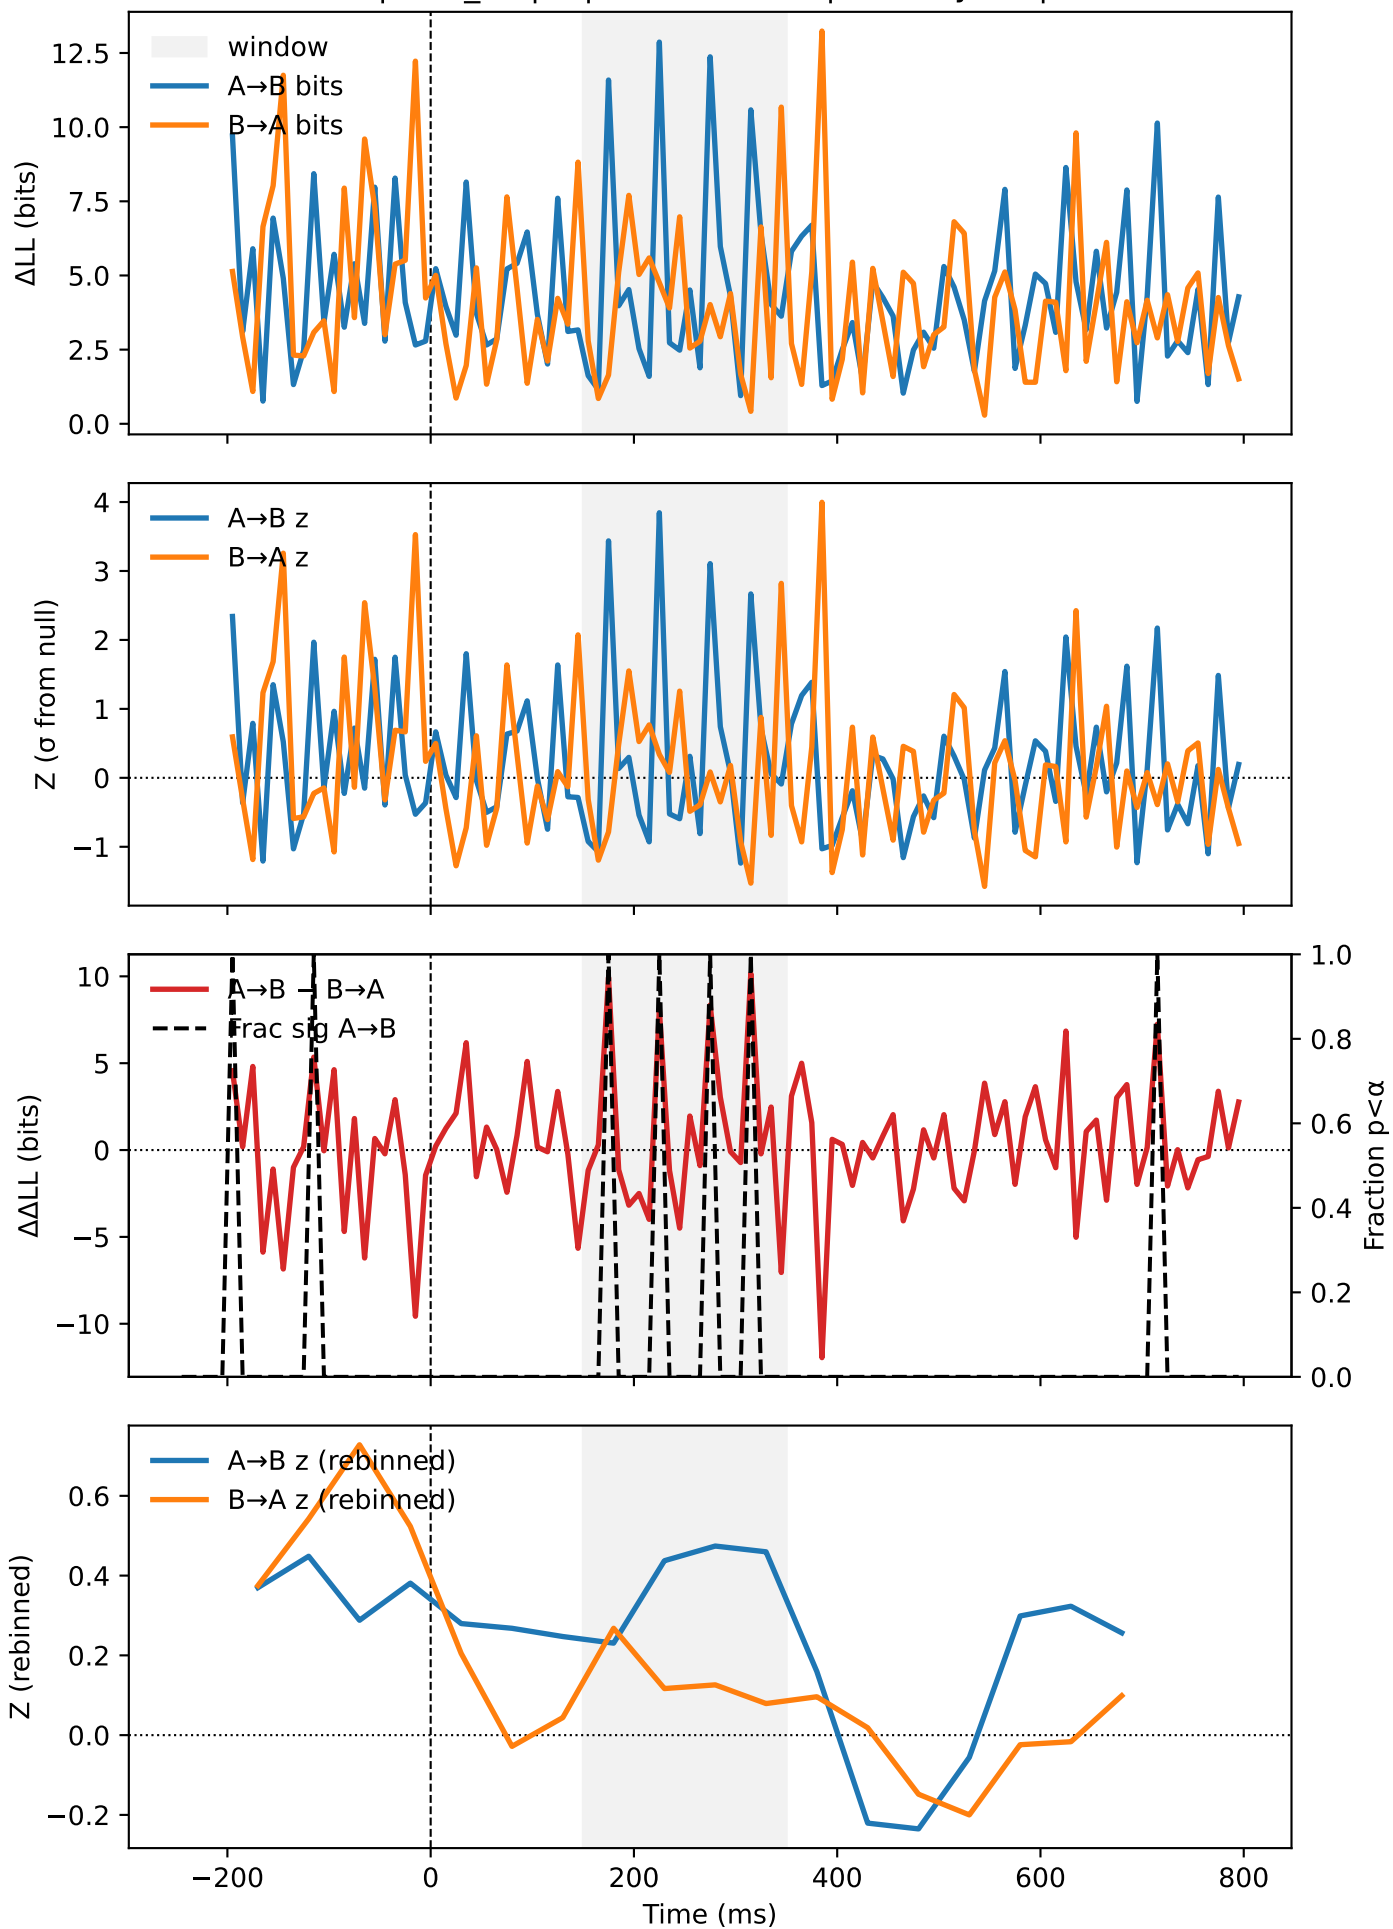 window
A→B bits
B→A bits
ΔLL (bits)
12.5
10.0
7.5
5.0
2.5
0.0
A→B z
B→A z
Z (σ from null)
4
3
2
1
0
−1
A→B − B→A
Frac sig A→B
ΔΔLL (bits)
10
5
0
−5
−10
1.0
0.8
0.6
0.4
0.2
0.0
Fraction p<α
A→B z (rebinned)
B→A z (rebinned)
Z (rebinned)
0.6
0.4
0.2
0.0
−0.2
−200
0
200
400
600
800
Time (ms)